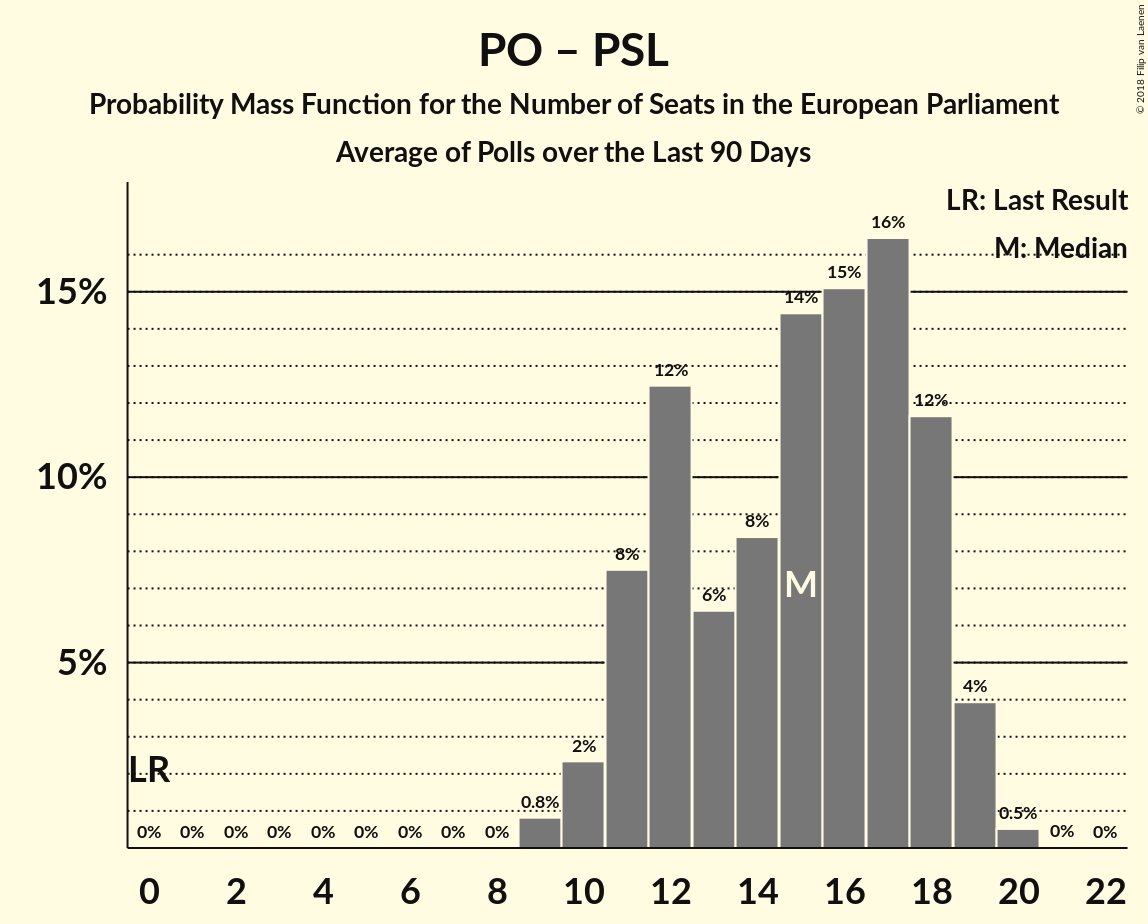 PO – PSL
Probability Mass Function for the Number of Seats in the European Parliament
Average of Polls over the Last 90 Days
© 2018 Filip van Laenen
LR: Last Result
M: Median
15%
10%
5%
0% 0% 0% 0% 0% 0% 0% 0% 0% 0.8% 2% 8% 12% 6% 8% 14% 15% 16% 12% 4% 0.5% 0% 0%
M
LR
0 2 4 6 8 10 12 14 16 18 20 22